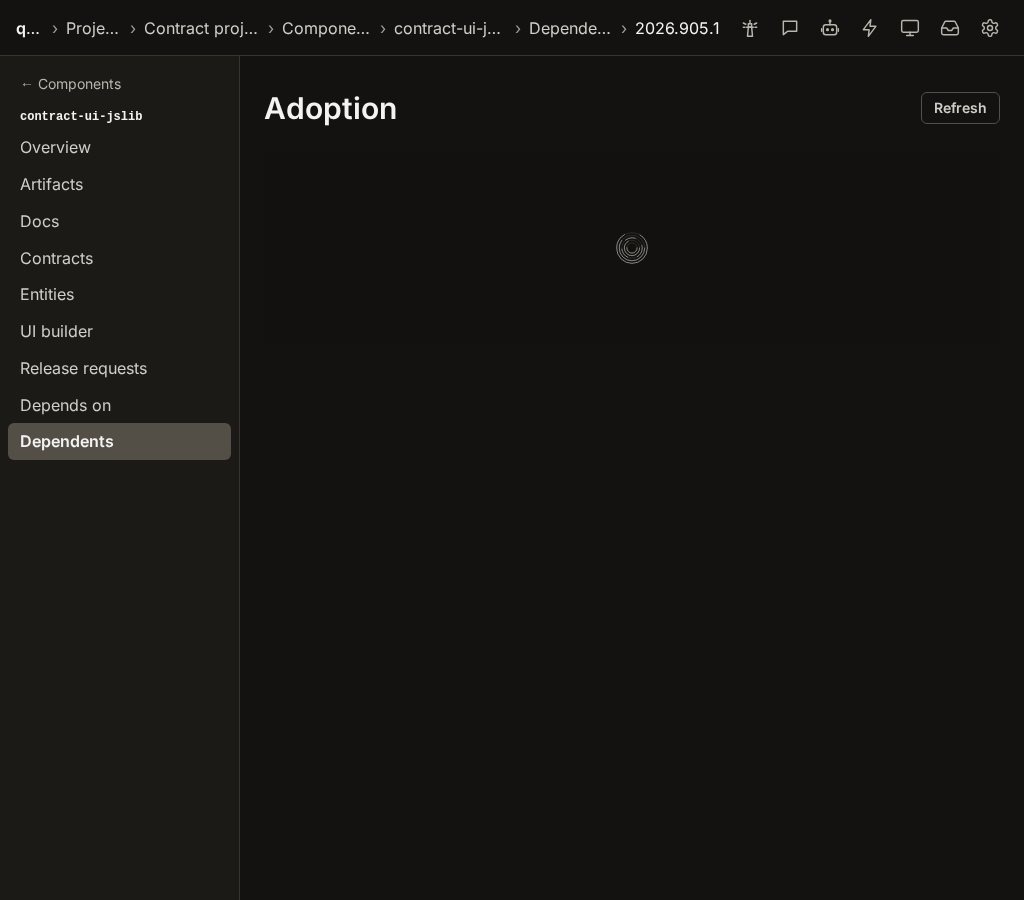 q… › Proje… › Contract proj… › Compone… › contract-ui-j… › Depende… › 2026.905.1
← Components
contract-ui-jslib
Overview
Artifacts
Docs
Contracts
Entities
UI builder
Release requests
Depends on
Dependents
Adoption
Refresh